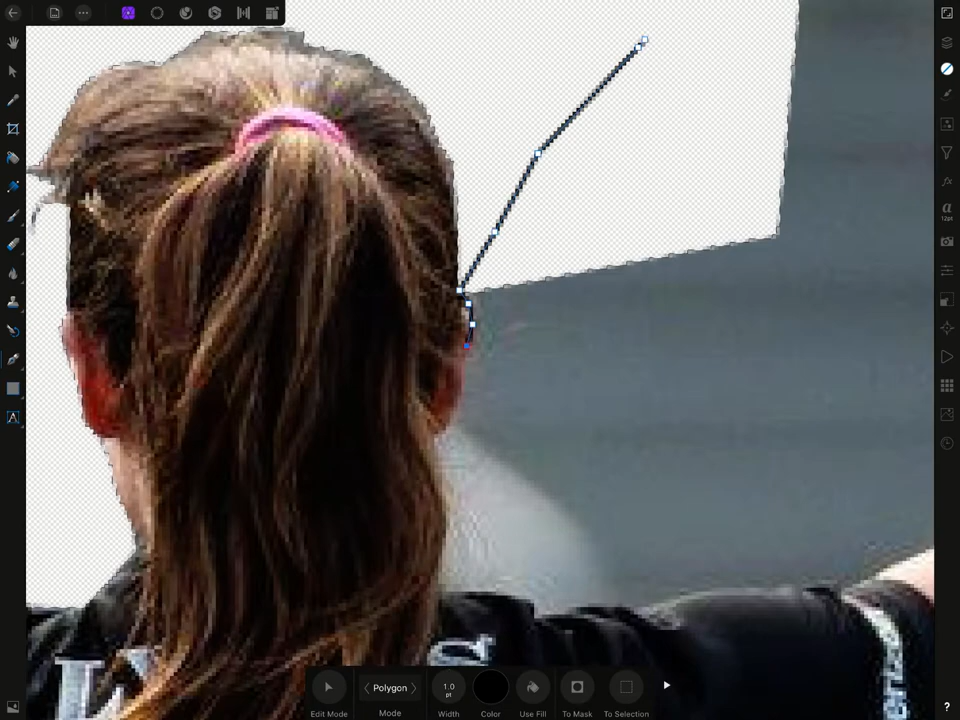 a
12pt
A
Polygon
1.0
pt
Edit Mode
Mode
Width
Color
Use Fill
To Mask
To Selection
?